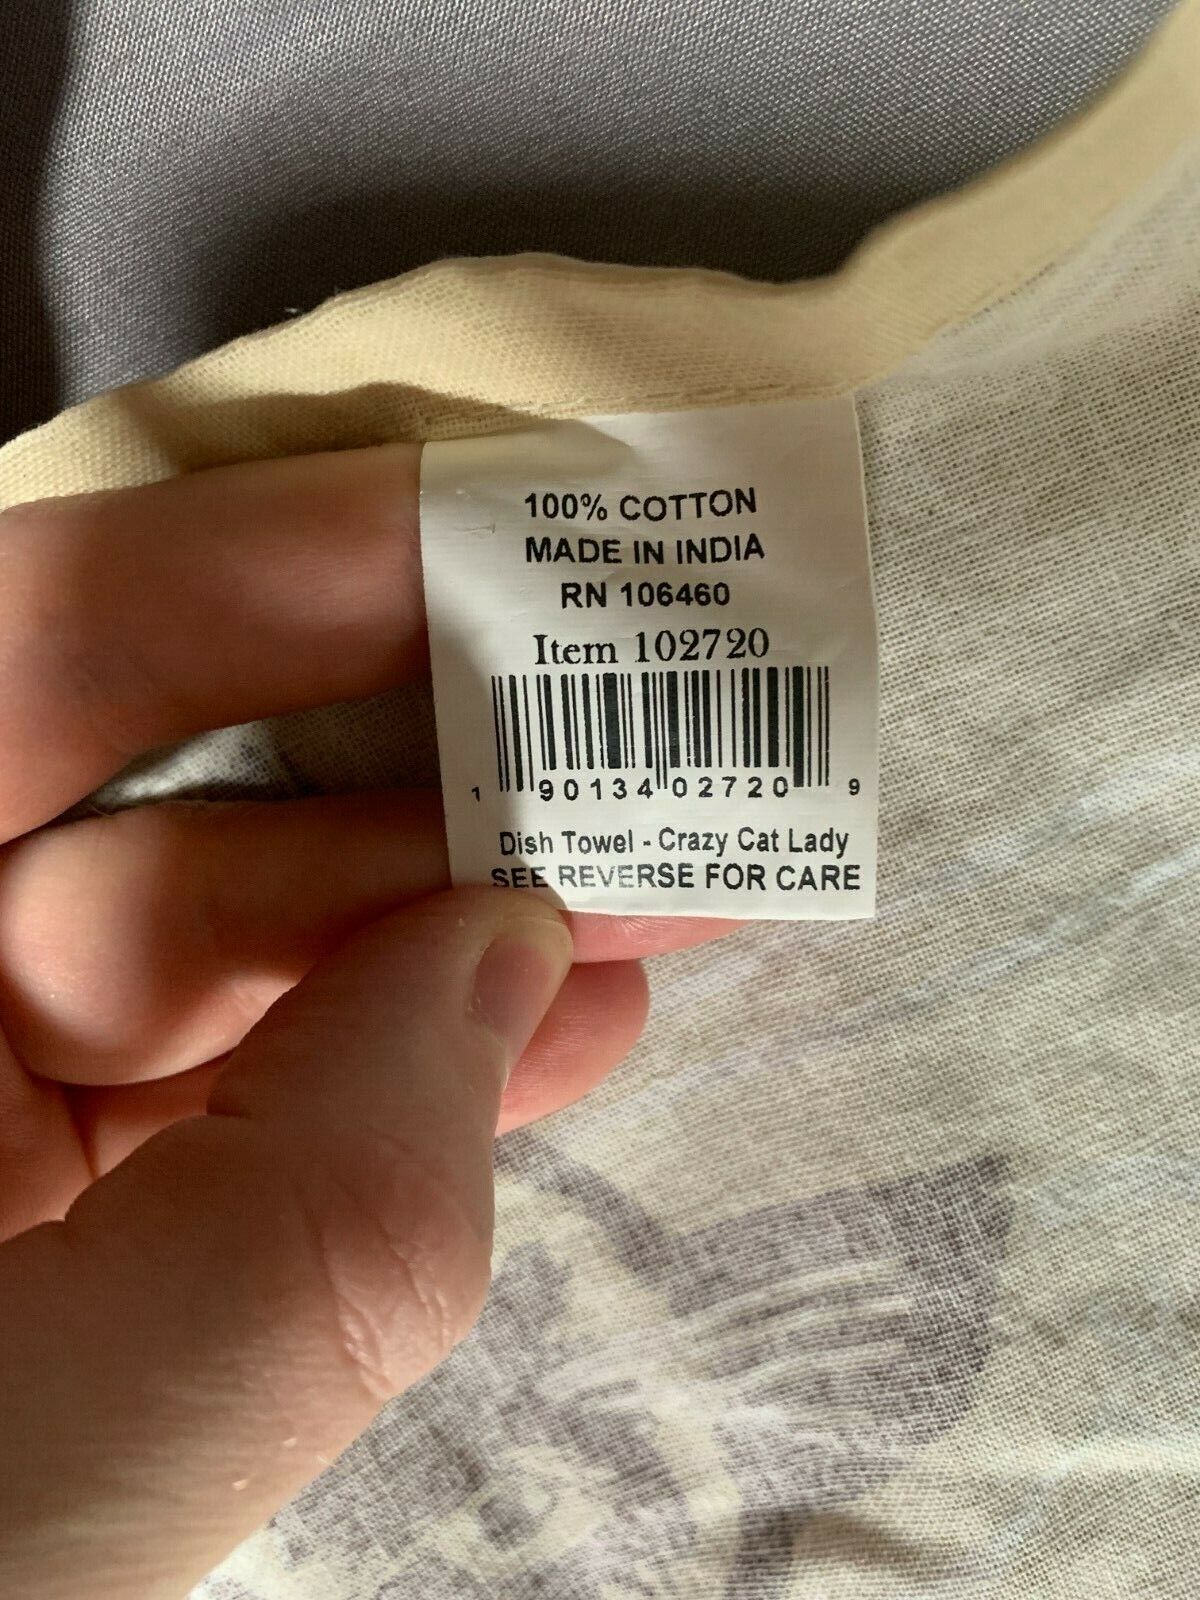 100% COTTON
MADE IN INDIA
RN 106460
Item 102720
1 90134 02720 9
Dish Towel - Crazy Cat Lady
SEE REVERSE FOR CARE